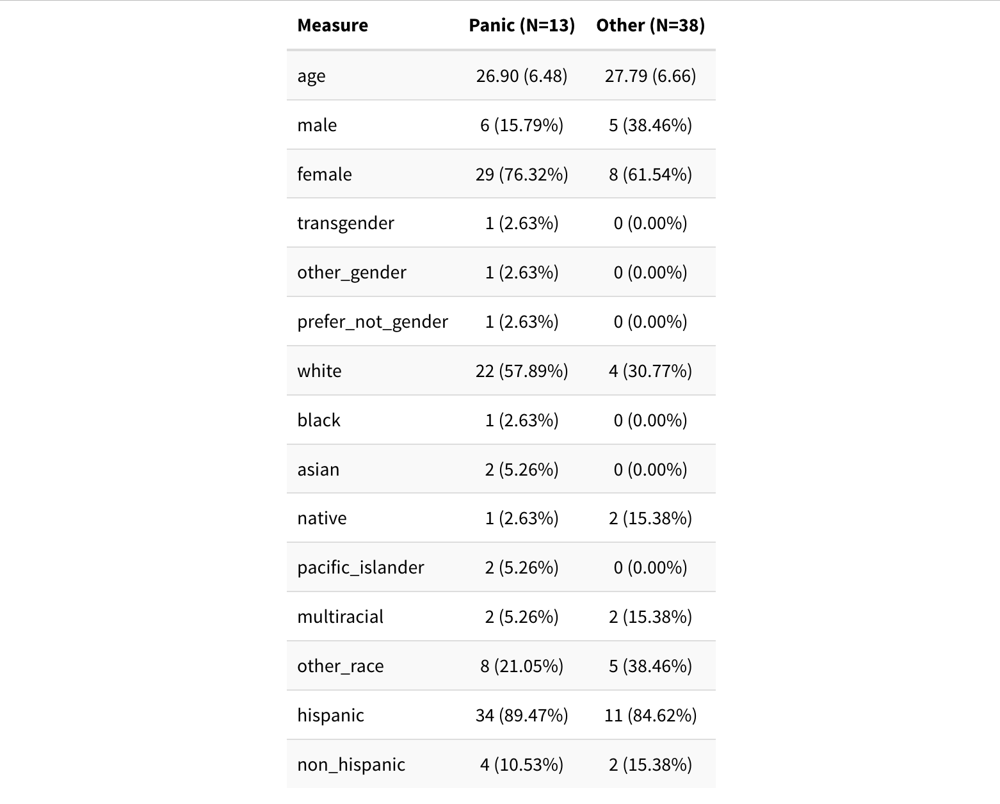 Measure Panic (N=13) Other (N=38)
age 26.90 (6.48) 27.79 (6.66)
male 6 (15.79%) 5 (38.46%)
female 29 (76.32%) 8 (61.54%)
transgender 1 (2.63%) 0 (0.00%)
other_gender 1 (2.63%) 0 (0.00%)
prefer_not_gender 1 (2.63%) 0 (0.00%)
white 22 (57.89%) 4 (30.77%)
black 1 (2.63%) 0 (0.00%)
asian 2 (5.26%) 0 (0.00%)
native 1 (2.63%) 2 (15.38%)
pacific_islander 2 (5.26%) 0 (0.00%)
multiracial 2 (5.26%) 2 (15.38%)
other_race 8 (21.05%) 5 (38.46%)
hispanic 34 (89.47%) 11 (84.62%)
non_hispanic 4 (10.53%) 2 (15.38%)